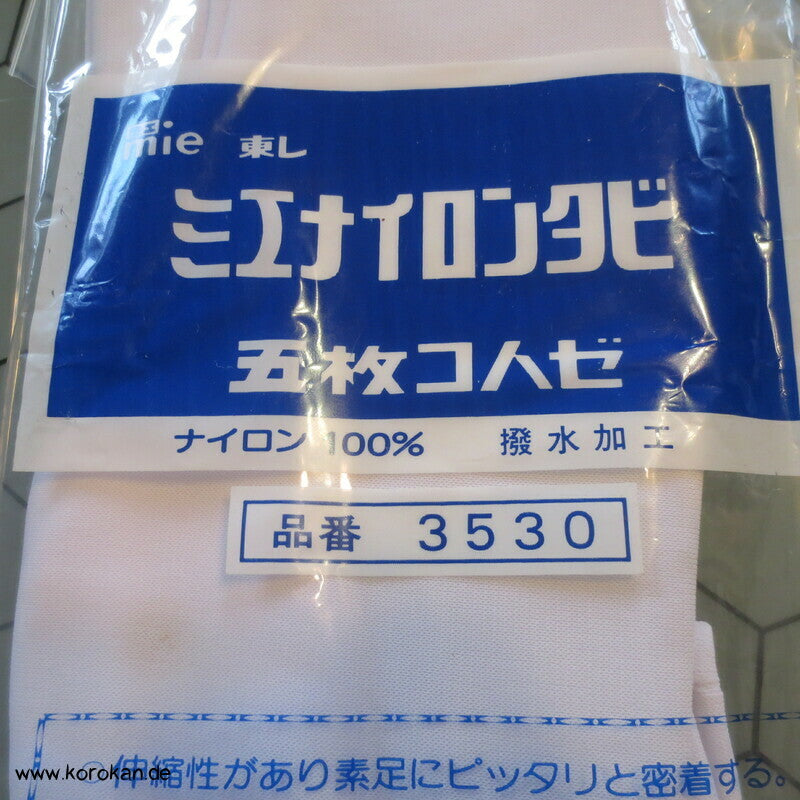 mie 東レ
ミエナイロンタビ
五枚コハゼ
ナイロン100% 撥水加工
品番 3530
伸縮性があり素足にピッタリと密着する。
www.korokan.de